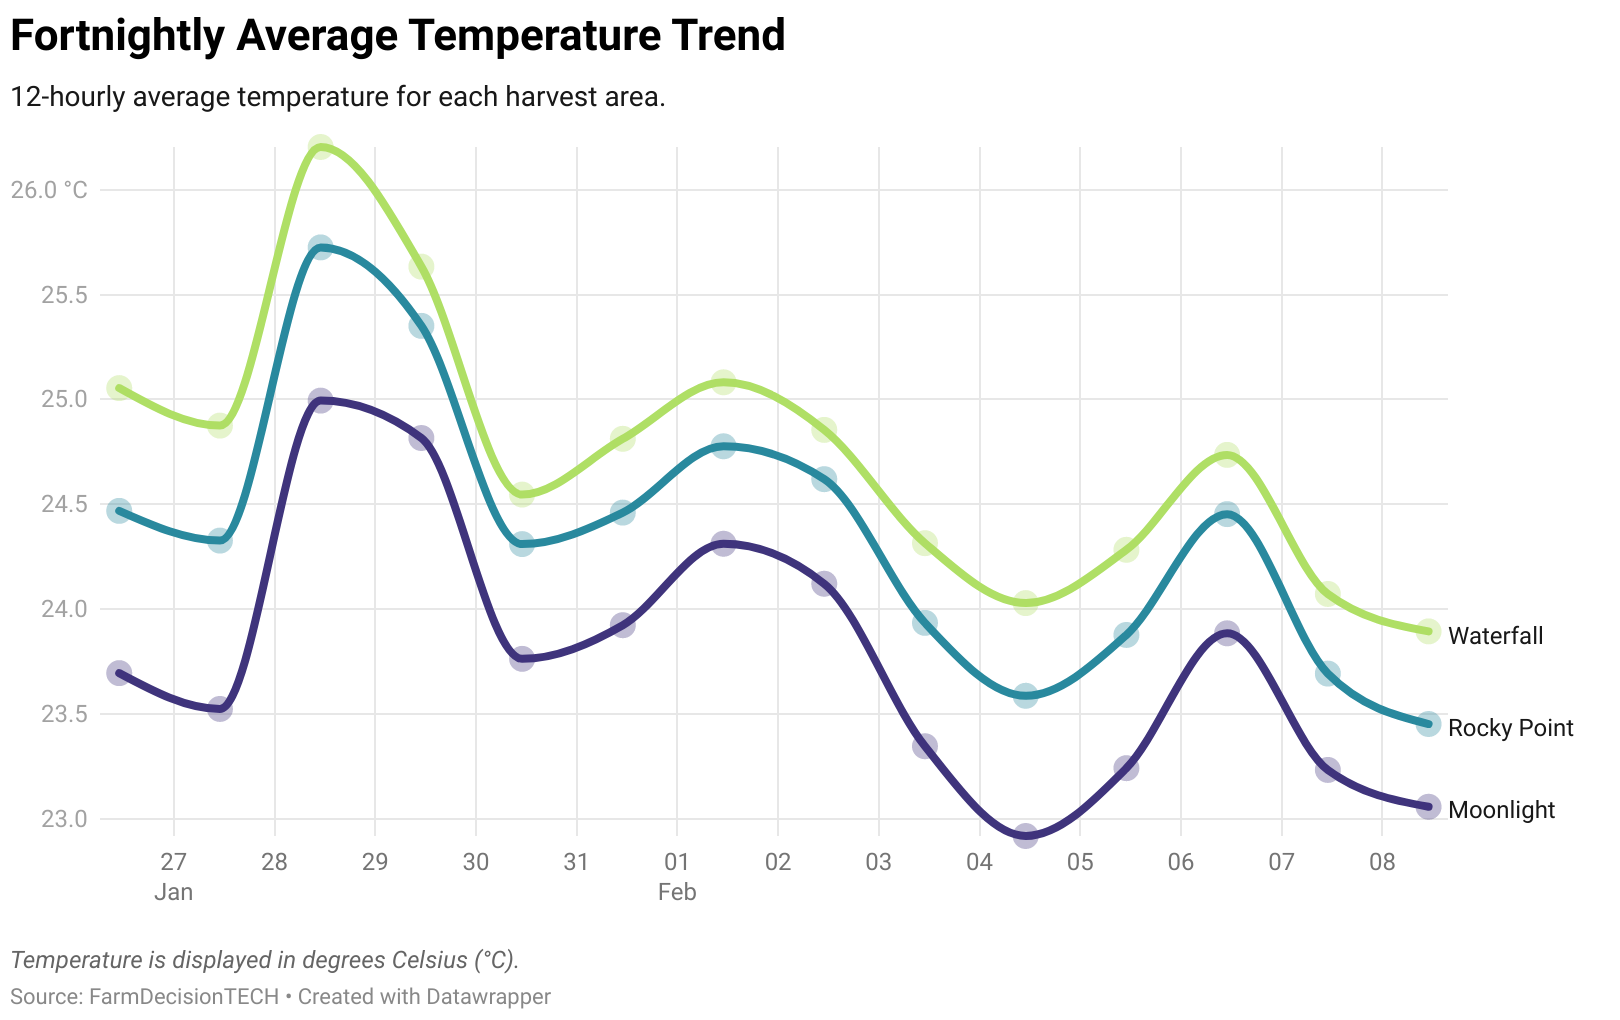 Fortnightly Average Temperature Trend
12-hourly average temperature for each harvest area.
26.0 °C
25.5
25.0
24.5
24.0
23.5
23.0
Waterfall
Rocky Point
Moonlight
27 28 29 30 31 01 02 03 04 05 06 07 08
Jan Feb
Temperature is displayed in degrees Celsius (°C).
Source: FarmDecisionTECH • Created with Datawrapper